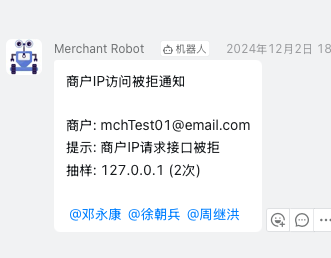 Merchant Robot 机器人 2024年12月2日 18
商户IP访问被拒通知
商户: mchTest01@email.com
提示: 商户IP请求接口被拒
抽样: 127.0.0.1 (2次)
@邓永康 @徐朝兵 @周继洪